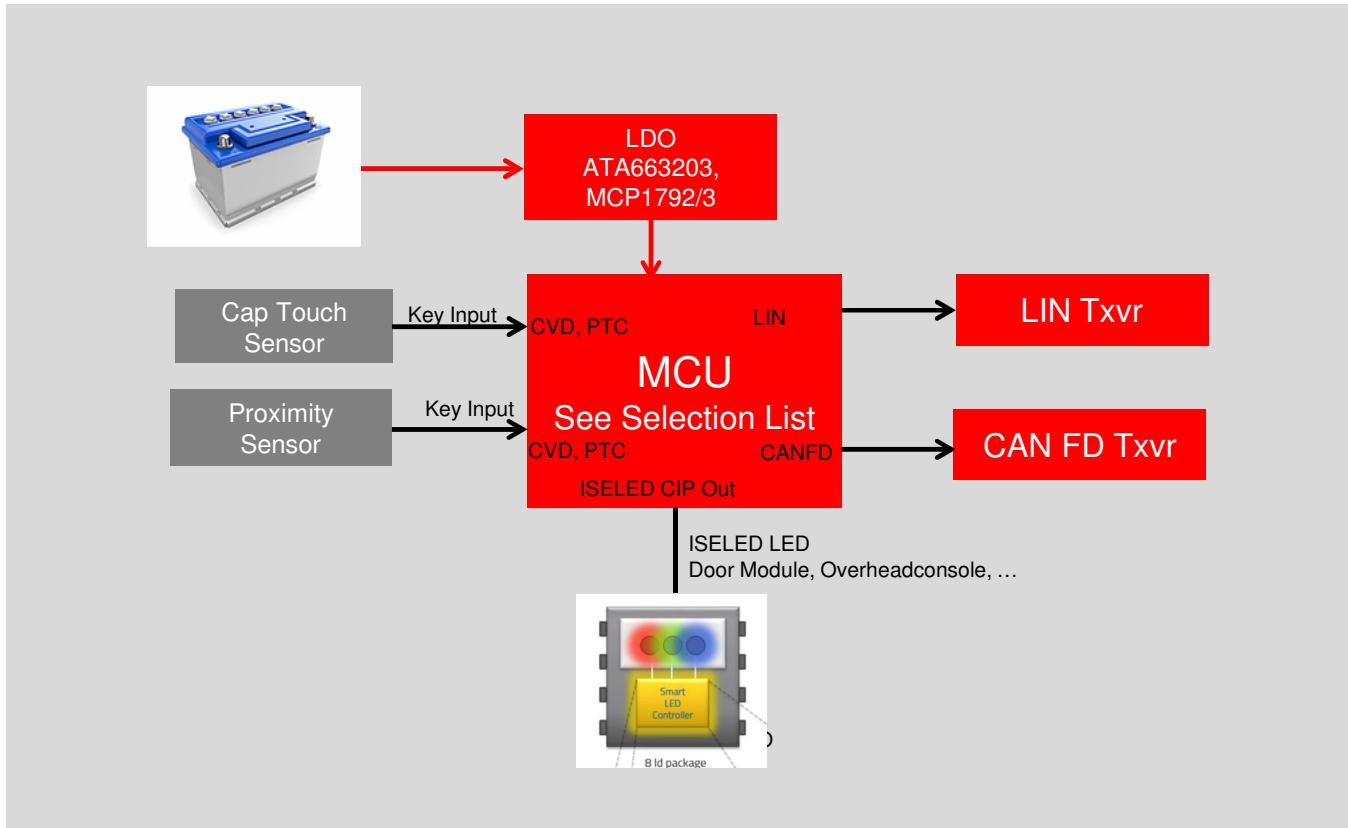 LDO
ATA663203,
MCP1792/3
Cap Touch
Sensor
Key Input
CVD, PTC
LIN
LIN Txvr
MCU
See Selection List
Proximity
Sensor
Key Input
CVD, PTC
CANFD
CAN FD Txvr
ISELED CIP Out
ISELED LED
Door Module, Overheadconsole, …
Smart
LED
Controller
8 ld package